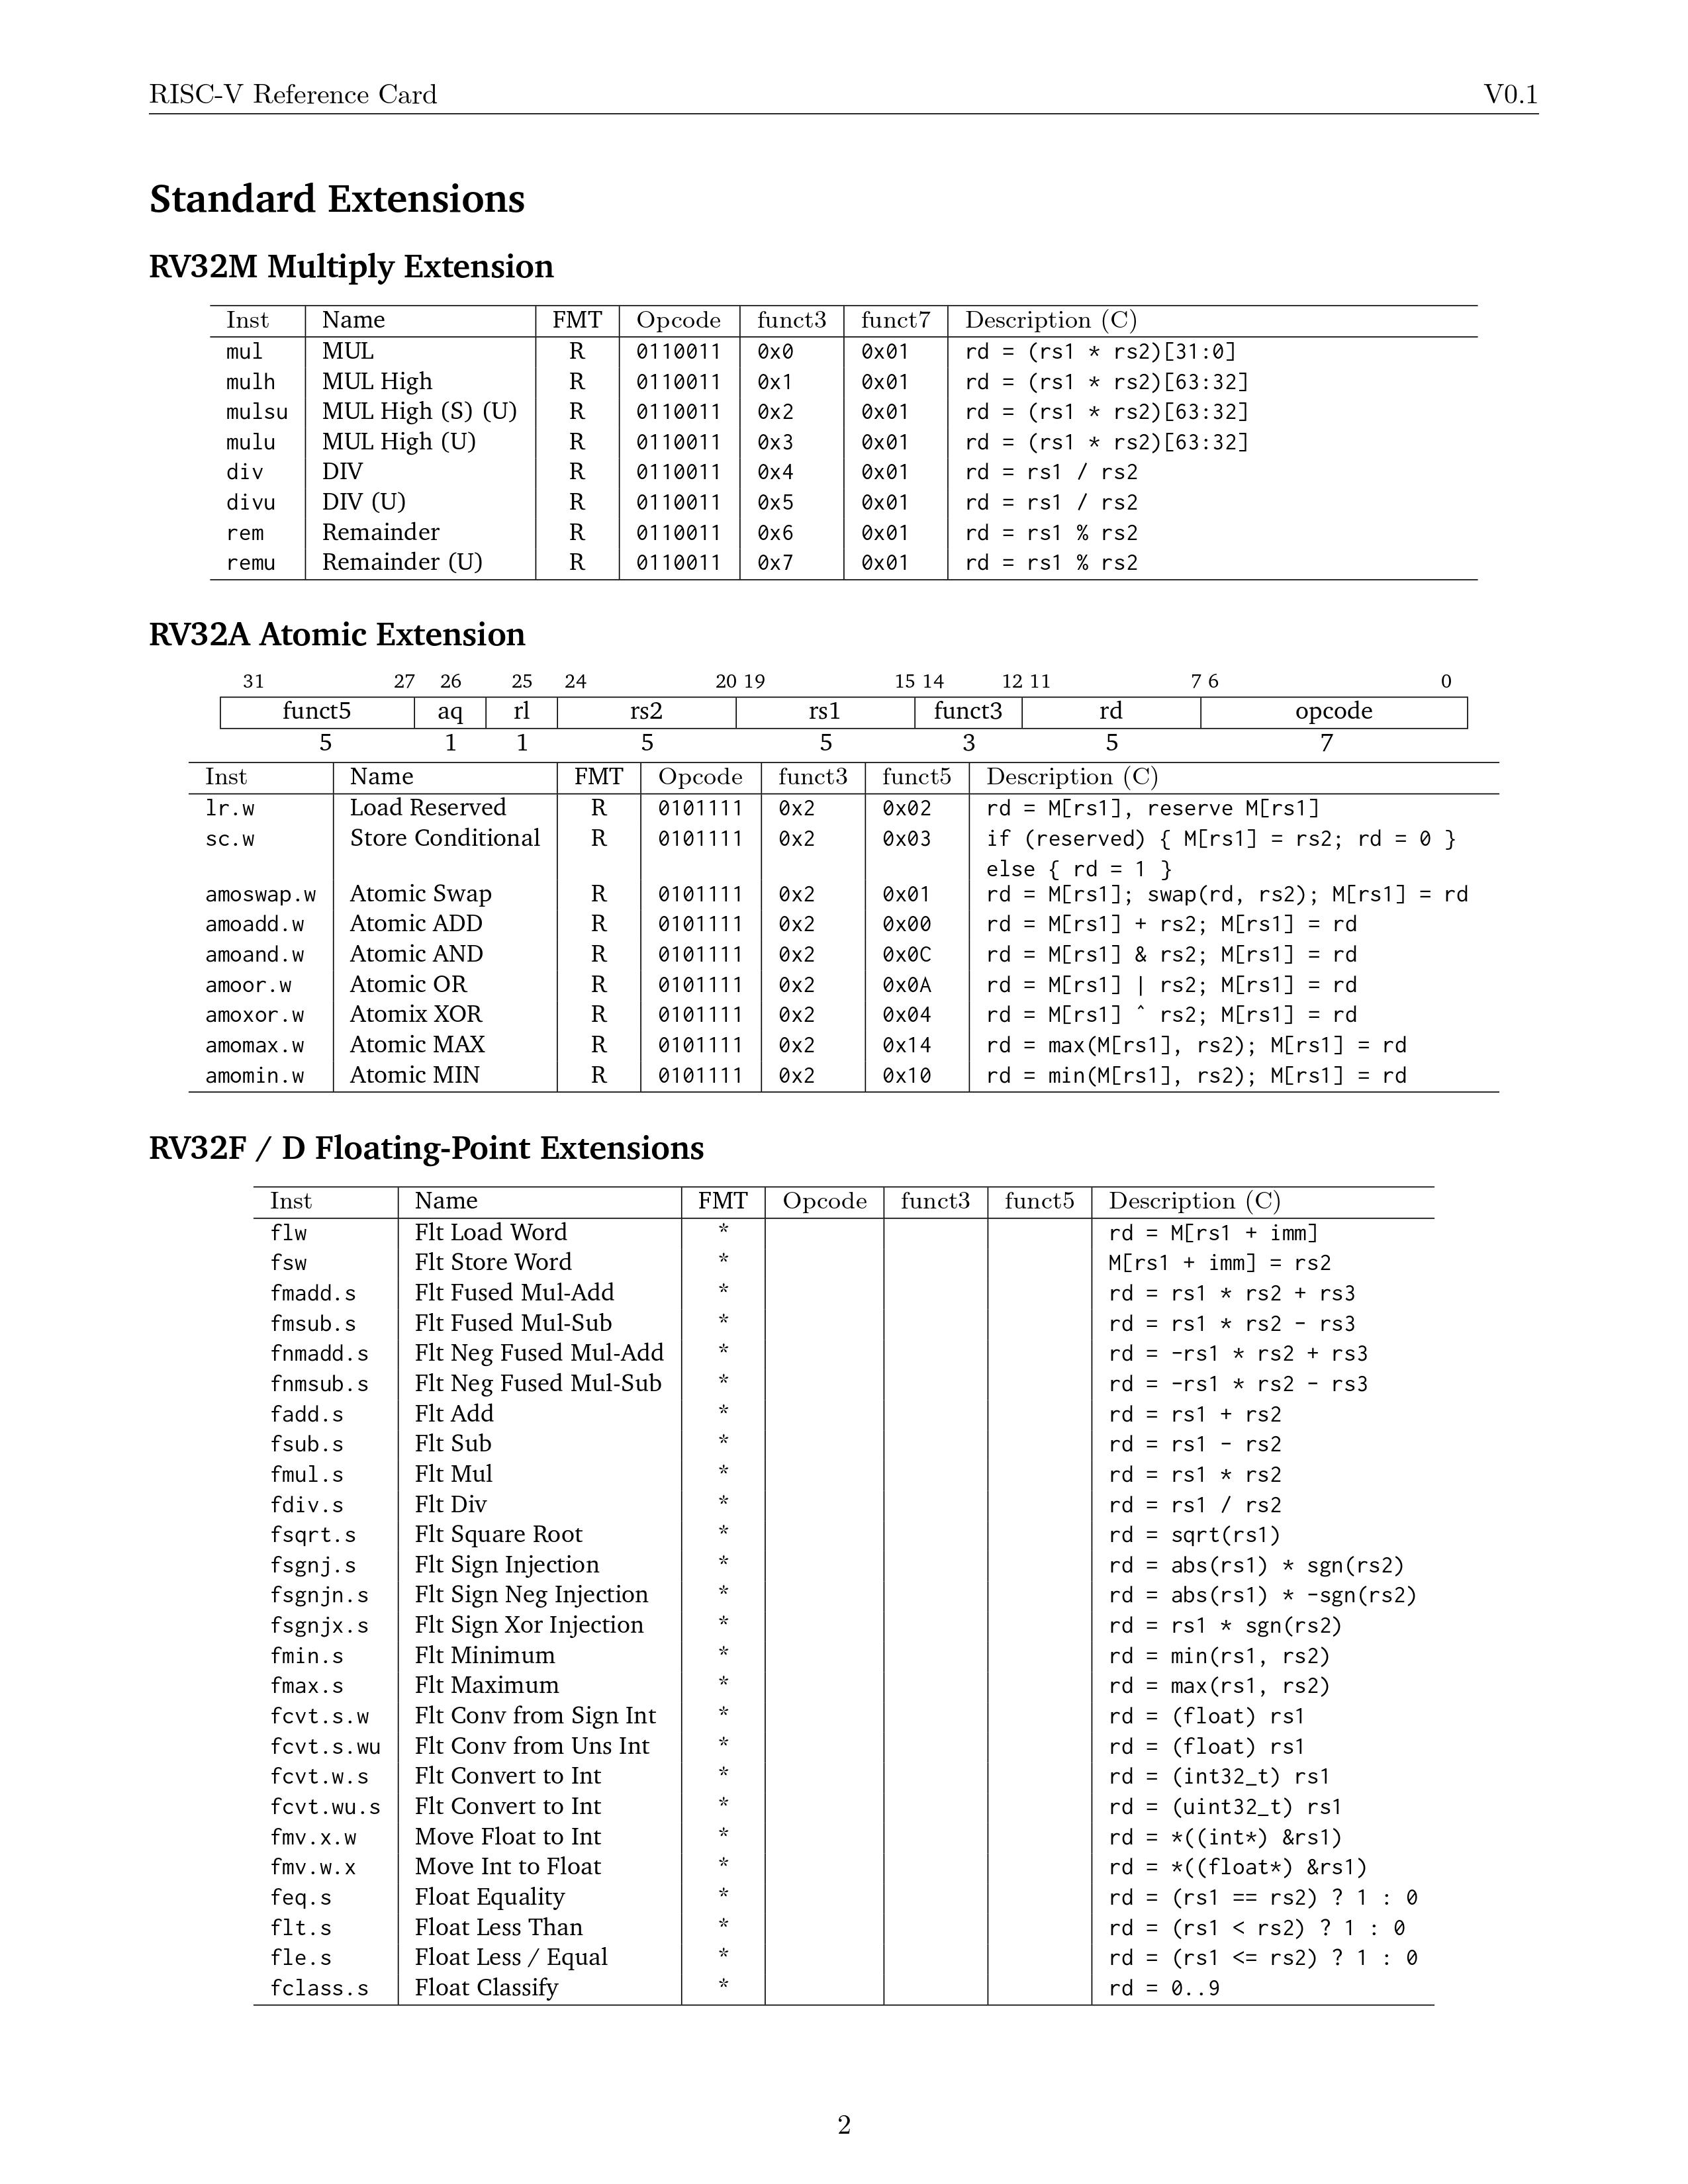 RISC-V Reference Card V0.1
Standard Extensions
RV32M Multiply Extension
Inst Name FMT Opcode funct3 funct7 Description (C)
mul MUL R 0110011 0x0 0x01 rd = (rs1 * rs2)[31:0]
mulh MUL High R 0110011 0x1 0x01 rd = (rs1 * rs2)[63:32]
mulsu MUL High (S) (U) R 0110011 0x2 0x01 rd = (rs1 * rs2)[63:32]
mulu MUL High (U) R 0110011 0x3 0x01 rd = (rs1 * rs2)[63:32]
div DIV R 0110011 0x4 0x01 rd = rs1 / rs2
divu DIV (U) R 0110011 0x5 0x01 rd = rs1 / rs2
rem Remainder R 0110011 0x6 0x01 rd = rs1 % rs2
remu Remainder (U) R 0110011 0x7 0x01 rd = rs1 % rs2
RV32A Atomic Extension
31 27 26 25 24 20 19 15 14 12 11 7 6 0
funct5 aq rl rs2 rs1 funct3 rd opcode
5 1 1 5 5 3 5 7
Inst Name FMT Opcode funct3 funct5 Description (C)
lr.w Load Reserved R 0101111 0x2 0x02 rd = M[rs1], reserve M[rs1]
sc.w Store Conditional R 0101111 0x2 0x03 if (reserved) { M[rs1] = rs2; rd = 0 }
else { rd = 1 }
amoswap.w Atomic Swap R 0101111 0x2 0x01 rd = M[rs1]; swap(rd, rs2); M[rs1] = rd
amoadd.w Atomic ADD R 0101111 0x2 0x00 rd = M[rs1] + rs2; M[rs1] = rd
amoand.w Atomic AND R 0101111 0x2 0x0C rd = M[rs1] & rs2; M[rs1] = rd
amoor.w Atomic OR R 0101111 0x2 0x0A rd = M[rs1] | rs2; M[rs1] = rd
amoxor.w Atomix XOR R 0101111 0x2 0x04 rd = M[rs1] ^ rs2; M[rs1] = rd
amomax.w Atomic MAX R 0101111 0x2 0x14 rd = max(M[rs1], rs2); M[rs1] = rd
amomin.w Atomic MIN R 0101111 0x2 0x10 rd = min(M[rs1], rs2); M[rs1] = rd
RV32F / D Floating-Point Extensions
Inst Name FMT Opcode funct3 funct5 Description (C)
flw Flt Load Word * rd = M[rs1 + imm]
fsw Flt Store Word * M[rs1 + imm] = rs2
fmadd.s Flt Fused Mul-Add * rd = rs1 * rs2 + rs3
fmsub.s Flt Fused Mul-Sub * rd = rs1 * rs2 - rs3
fnmadd.s Flt Neg Fused Mul-Add * rd = -rs1 * rs2 + rs3
fnmsub.s Flt Neg Fused Mul-Sub * rd = -rs1 * rs2 - rs3
fadd.s Flt Add * rd = rs1 + rs2
fsub.s Flt Sub * rd = rs1 - rs2
fmul.s Flt Mul * rd = rs1 * rs2
fdiv.s Flt Div * rd = rs1 / rs2
fsqrt.s Flt Square Root * rd = sqrt(rs1)
fsgnj.s Flt Sign Injection * rd = abs(rs1) * sgn(rs2)
fsgnjn.s Flt Sign Neg Injection * rd = abs(rs1) * -sgn(rs2)
fsgnjx.s Flt Sign Xor Injection * rd = rs1 * sgn(rs2)
fmin.s Flt Minimum * rd = min(rs1, rs2)
fmax.s Flt Maximum * rd = max(rs1, rs2)
fcvt.s.w Flt Conv from Sign Int * rd = (float) rs1
fcvt.s.wu Flt Conv from Uns Int * rd = (float) rs1
fcvt.w.s Flt Convert to Int * rd = (int32_t) rs1
fcvt.wu.s Flt Convert to Int * rd = (uint32_t) rs1
fmv.x.w Move Float to Int * rd = *((int*) &rs1)
fmv.w.x Move Int to Float * rd = *((float*) &rs1)
feq.s Float Equality * rd = (rs1 == rs2) ? 1 : 0
flt.s Float Less Than * rd = (rs1 < rs2) ? 1 : 0
fle.s Float Less / Equal * rd = (rs1 <= rs2) ? 1 : 0
fclass.s Float Classify * rd = 0..9
2